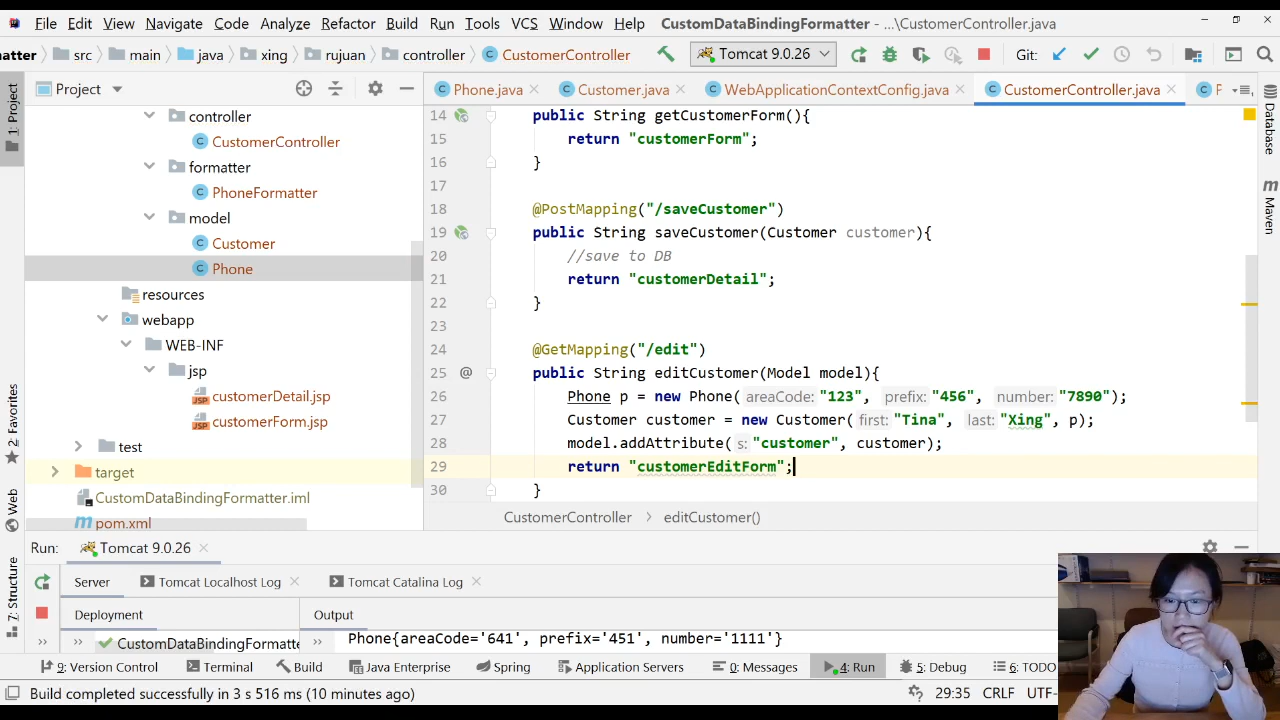 File Edit View Navigate Code Analyze Refactor Build Run Tools VCS Window Help CustomDataBindingFormatter - ...\CustomerController.java
matter src main java xing rujuan controller CustomerController Tomcat 9.0.26 Git:
Project
Phone.java Customer.java WebApplicationContextConfig.java CustomerController.java P
1: Project
2: Favorites
Web
7: Structure
Database
Maven
controller
CustomerController
formatter
PhoneFormatter
model
Customer
Phone
resources
webapp
WEB-INF
jsp
customerDetail.jsp
customerForm.jsp
test
target
CustomDataBindingFormatter.iml
pom.xml
14 public String getCustomerForm(){
15 return "customerForm";
16 }
17
18 @PostMapping("/saveCustomer")
19 public String saveCustomer(Customer customer){
20 //save to DB
21 return "customerDetail";
22 }
23
24 @GetMapping("/edit")
25 @ public String editCustomer(Model model){
26 Phone p = new Phone( areaCode: "123", prefix: "456", number: "7890");
27 Customer customer = new Customer( first: "Tina", last: "Xing", p);
28 model.addAttribute( s: "customer", customer);
29 return "customerEditForm";
30 }
CustomerController > editCustomer()
Run: Tomcat 9.0.26
Server Tomcat Localhost Log Tomcat Catalina Log
Deployment Output
CustomDataBindingFormatte
Phone{areaCode='641', prefix='451', number='1111'}
9: Version Control Terminal Build Java Enterprise Spring Application Servers 0: Messages 4: Run 5: Debug 6: TODO
Build completed successfully in 3 s 516 ms (10 minutes ago) 29:35 CRLF UTF-